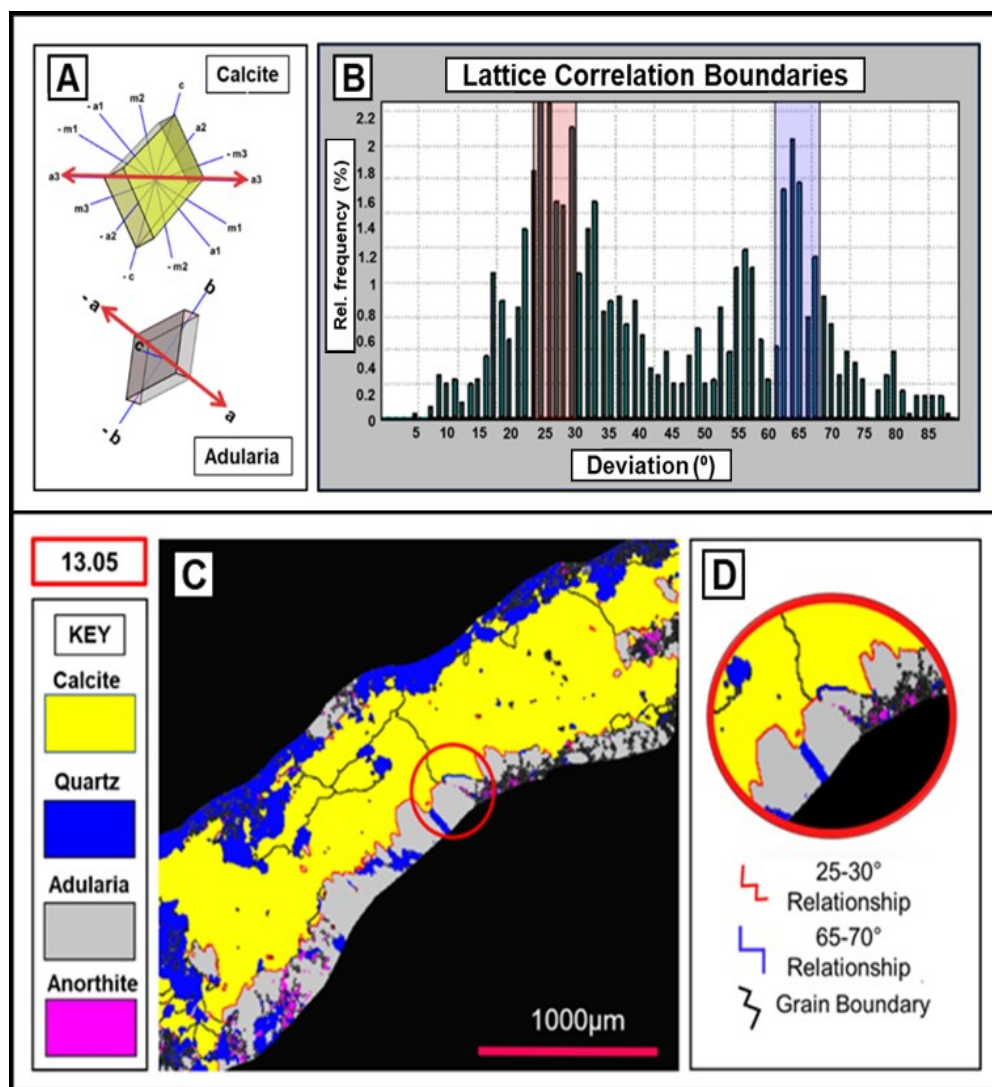 A
Calcite
c
m2
- a1
a2
- m1
- m3
a3
a3
m3
m1
- a2
a1
- m2
- c
b
- a
c
a
- b
Adularia
B
Lattice Correlation Boundaries
Rel. frequency (%)
2.2
2
1.8
1.6
1.4
1.2
1
0.8
0.6
0.4
0.2
0
5 10 15 20 25 30 35 40 45 50 55 60 65 70 75 80 85
Deviation (º)
13.05
KEY
Calcite
Quartz
Adularia
Anorthite
C
1000µm
D
25-30°
Relationship
65-70°
Relationship
Grain Boundary